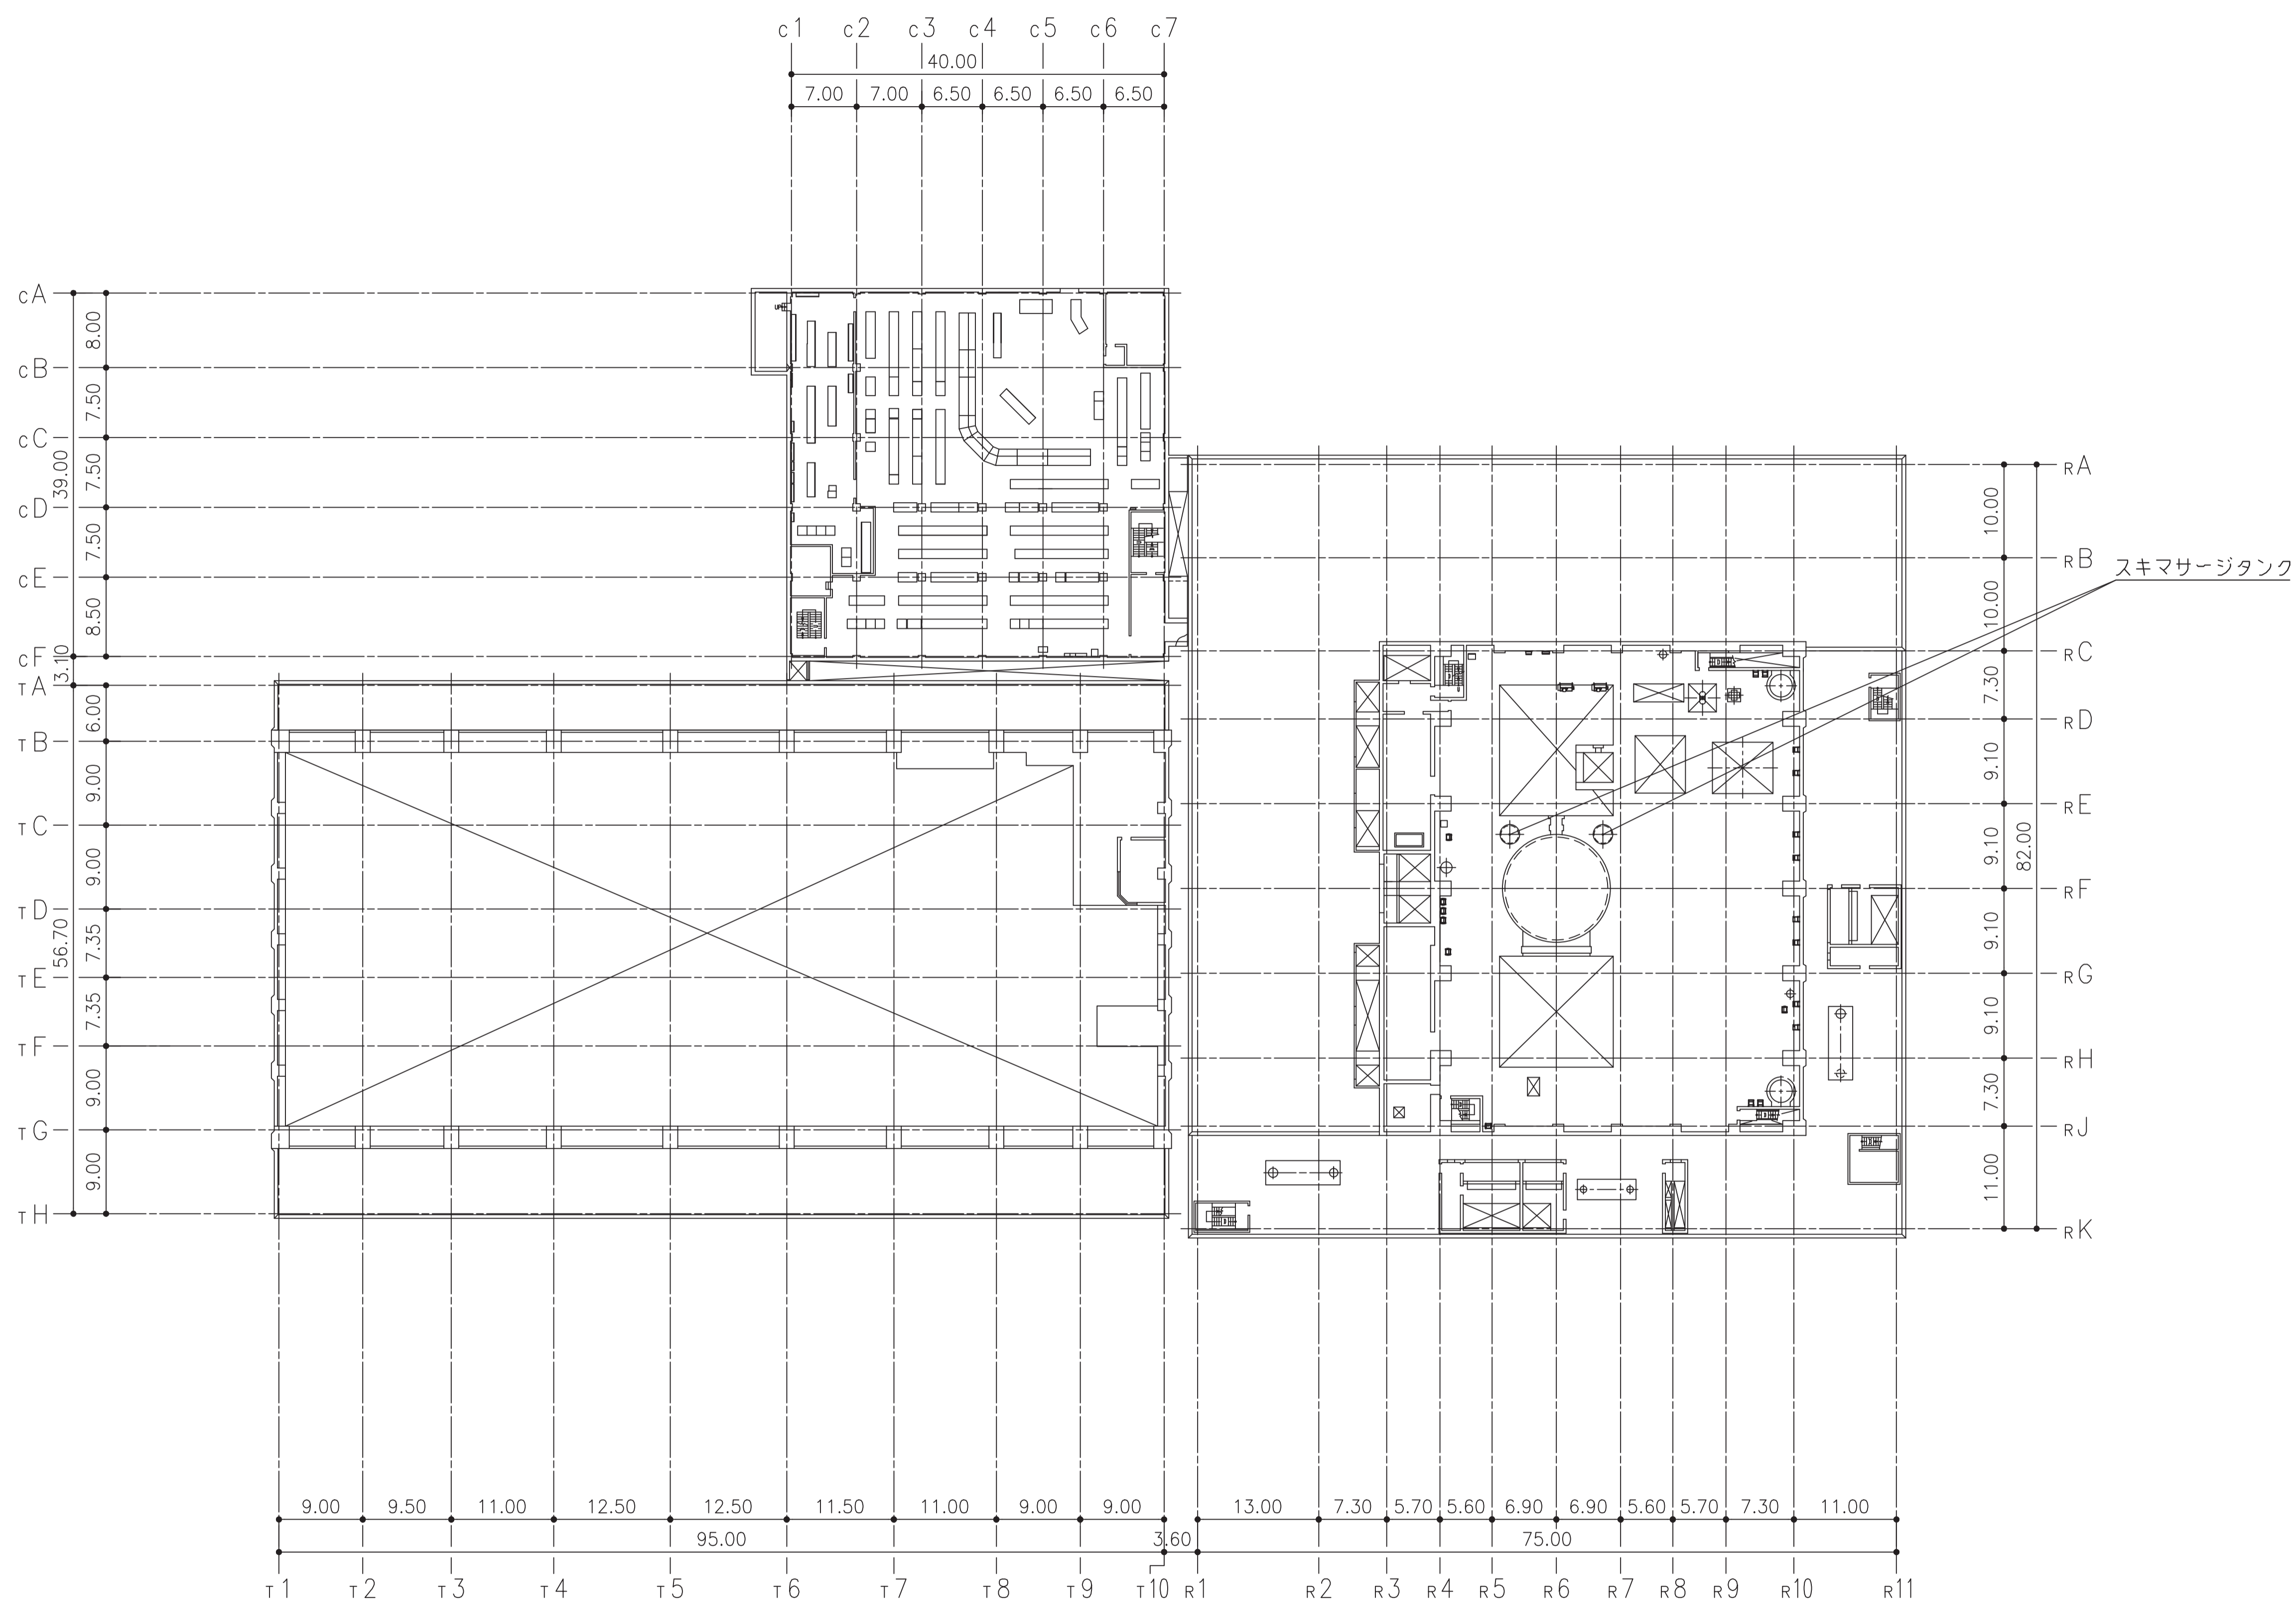 c1 c2 c3 c4 c5 c6 c7
40.00
7.00 7.00 6.50 6.50 6.50 6.50
cA
8.00
cB
7.50
cC
7.50
39.00
cD
7.50
cE
8.50
cF
3.10
TA
6.00
TB
9.00
TC
9.00
TD
7.35
56.70
TE
7.35
TF
9.00
TG
9.00
TH
UP
RA
10.00
RB
スキマサージタンク
10.00
RC
7.30
RD
9.10
RE
9.10
82.00
RF
9.10
RG
9.10
RH
7.30
RJ
11.00
RK
9.00 9.50 11.00 12.50 12.50 11.50 11.00 9.00 9.00 13.00 7.30 5.70 5.60 6.90 6.90 5.60 5.70 7.30 11.00
95.00 3.60 75.00
T1 T2 T3 T4 T5 T6 T7 T8 T9 T10 R1 R2 R3 R4 R5 R6 R7 R8 R9 R10 R11